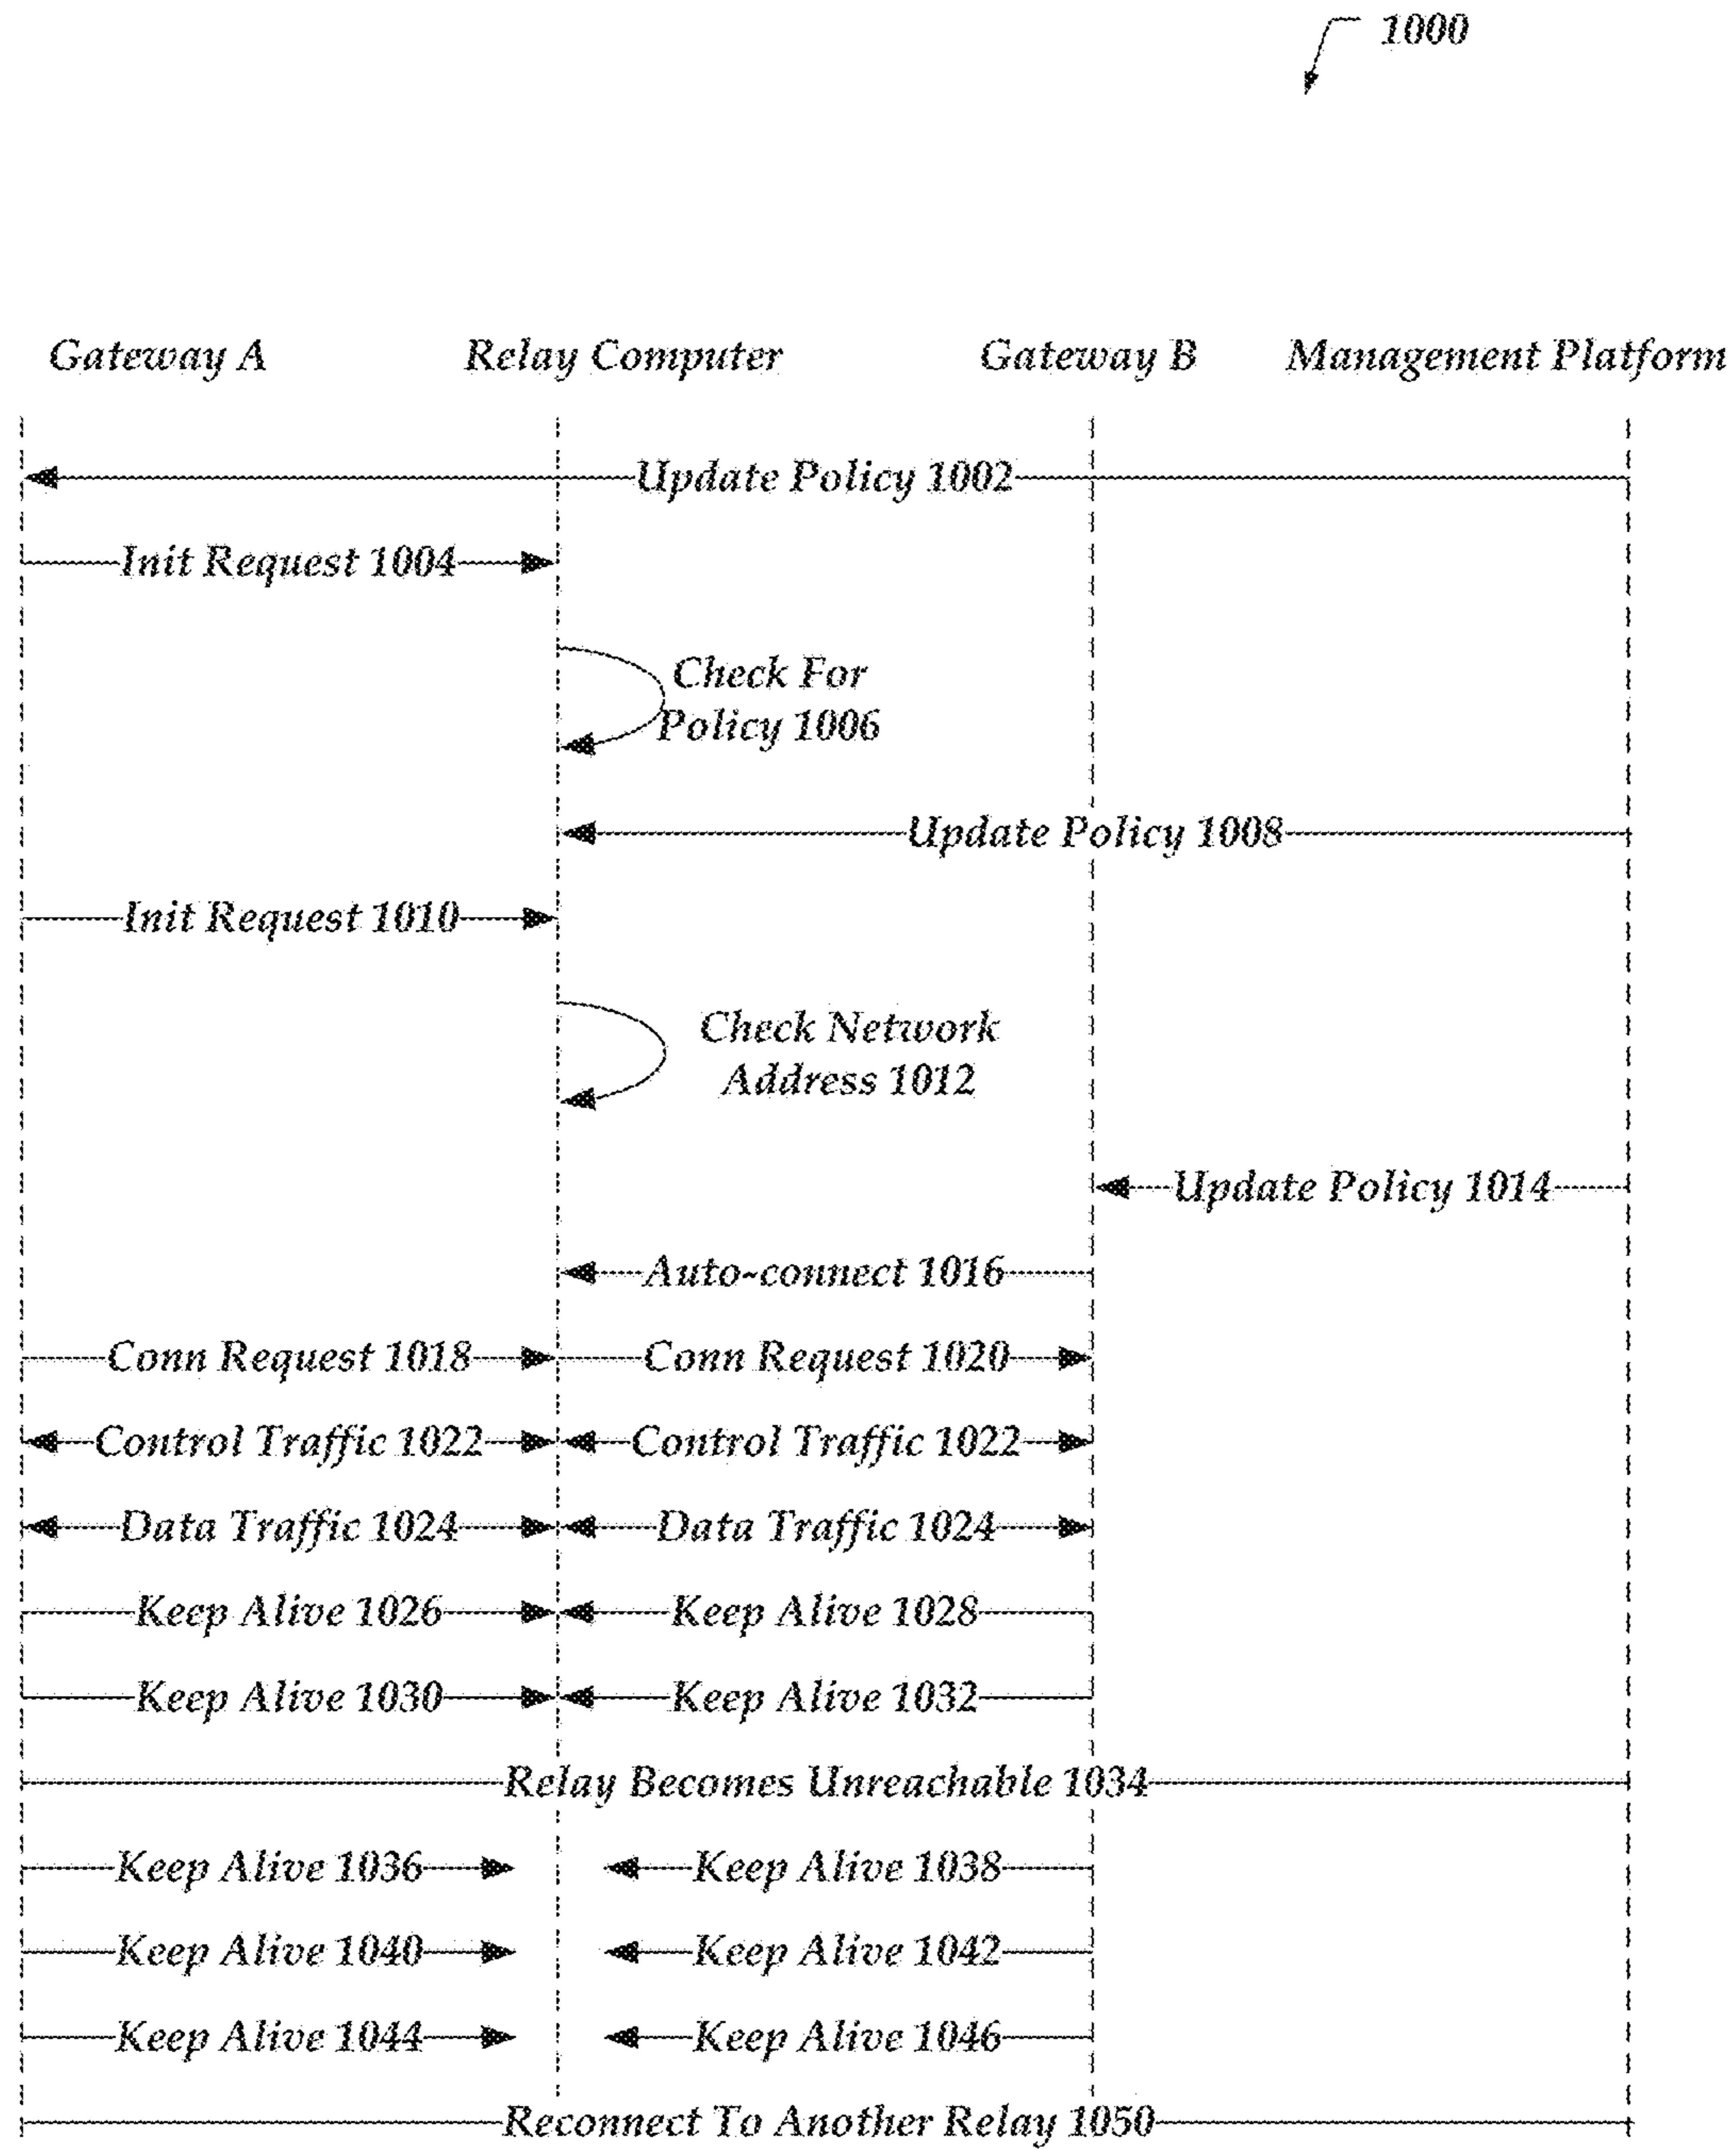 1000
Gateway A Relay Computer Gateway B Management Platform
Update Policy 1002
Init Request 1004
Check For
Policy 1006
Update Policy 1008
Init Request 1010
Check Network
Address 1012
Update Policy 1014
Auto-connect 1016
Conn Request 1018 Conn Request 1020
Control Traffic 1022 Control Traffic 1022
Data Traffic 1024 Data Traffic 1024
Keep Alive 1026 Keep Alive 1028
Keep Alive 1030 Keep Alive 1032
Relay Becomes Unreachable 1034
Keep Alive 1036 Keep Alive 1038
Keep Alive 1040 Keep Alive 1042
Keep Alive 1044 Keep Alive 1046
Reconnect To Another Relay 1050